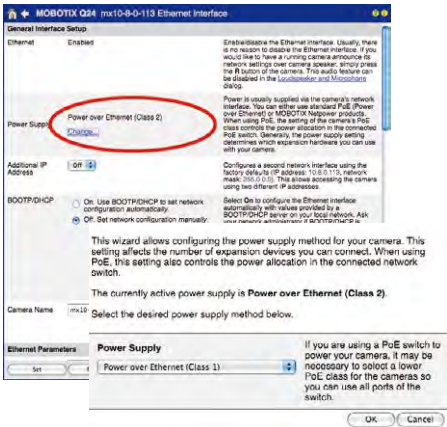 MOBOTIX Q24 mx10-8-0-113 Ethernet Interface
General Interface Setup
Ethernet
Enabled
Enable/disable the Ethernet interface. Usually, there
is no reason to disable the Ethernet interface. If you
would like to have a running camera announce its
network settings over camera speaker, simply press
the R button of the camera. This audio feature can
be disabled in the Loudspeaker and Microphone
dialog.
Power Supply
Power over Ethernet (Class 2)
Change...
Power is usually supplied via the camera's network
interface. You can either use standard PoE (Power
over Ethernet) or MOBOTIX Netpower products.
When using PoE, the setting of the camera's PoE
class controls the power allocation in the connected
PoE switch. Generally, the power supply setting
determines which expansion hardware you can use
with your camera.
Additional IP
Address
Off
Configures a second network interface using the
factory defaults (IP address: 10.8.0.113, network
mask: 255.0.0.0). This allows accessing the camera
using two different IP addresses.
BOOTP/DHCP
On. Use BOOTP/DHCP to set network
configuration automatically.
Off. Set network configuration manually.
Select On to configure the Ethernet interface
automatically with values provided by a
BOOTP/DHCP server on your local network. Ask
your network administrator if BOOTP/DHCP is
This wizard allows configuring the power supply method for your camera. This
setting affects the number of expansion devices you can connect. When using
PoE, this setting also controls the power allocation in the connected network
switch.
The currently active power supply is Power over Ethernet (Class 2).
Camera Name
mx10
Select the desired power supply method below.
Ethernet Parameters
Set
Power Supply
Power over Ethernet (Class 1)
If you are using a PoE switch to
power your camera, it may be
necessary to select a lower
PoE class for the cameras so
you can use all ports of the
switch.
OK
Cancel